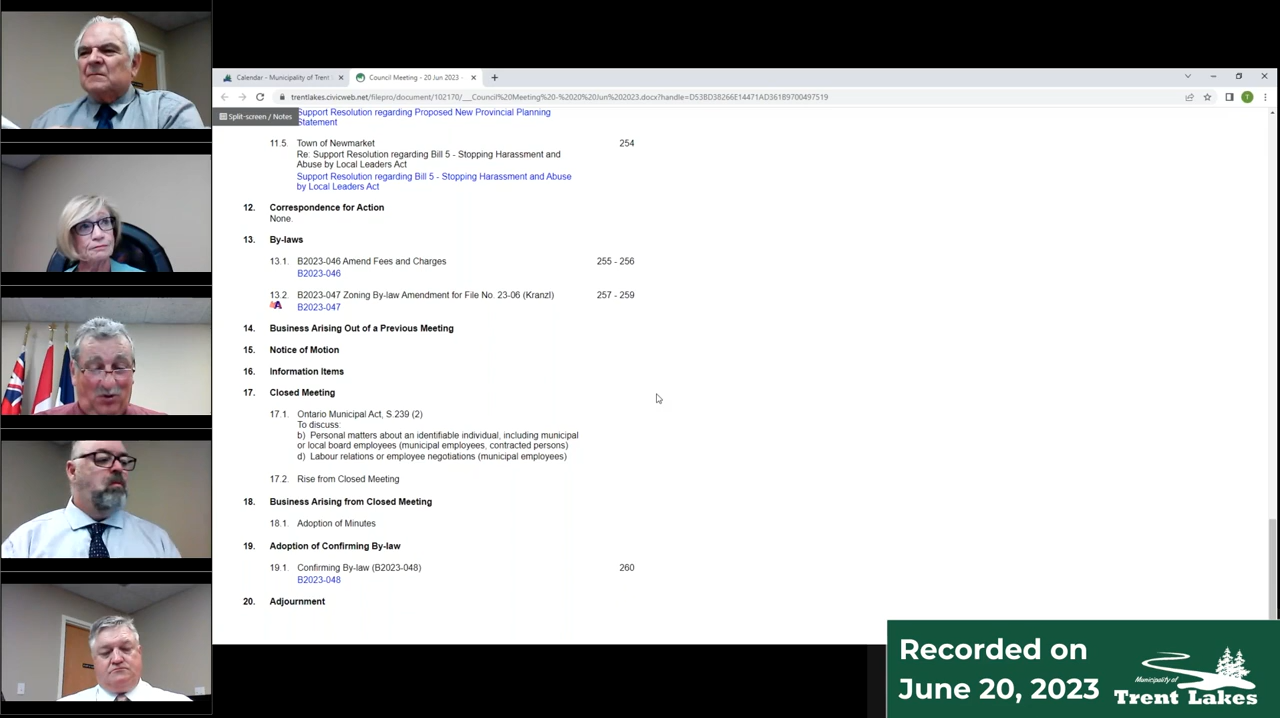 Calendar - Municipality of Trent
Council Meeting - 20 Jun 2023
trentlakes.civicweb.net/filepro/document/102170/___Council%20Meeting%20-%2020%20Jun%202023.docx?handle=D53BD38266E14471AD361B9700497519
T
Split-screen / Notes
Support Resolution regarding Proposed New Provincial Planning
Statement
11.5. Town of Newmarket 254
Re: Support Resolution regarding Bill 5 - Stopping Harassment and
Abuse by Local Leaders Act
Support Resolution regarding Bill 5 - Stopping Harassment and Abuse
by Local Leaders Act
12. Correspondence for Action
None.
13. By-laws
13.1. B2023-046 Amend Fees and Charges 255 - 256
B2023-046
13.2. B2023-047 Zoning By-law Amendment for File No. 23-06 (Kranzl) 257 - 259
A B2023-047
14. Business Arising Out of a Previous Meeting
15. Notice of Motion
16. Information Items
17. Closed Meeting
17.1. Ontario Municipal Act, S.239 (2)
To discuss:
b) Personal matters about an identifiable individual, including municipal
or local board employees (municipal employees, contracted persons)
d) Labour relations or employee negotiations (municipal employees)
17.2. Rise from Closed Meeting
18. Business Arising from Closed Meeting
18.1. Adoption of Minutes
19. Adoption of Confirming By-law
19.1. Confirming By-law (B2023-048) 260
B2023-048
20. Adjournment
Recorded on
June 20, 2023
Municipality of
Trent Lakes